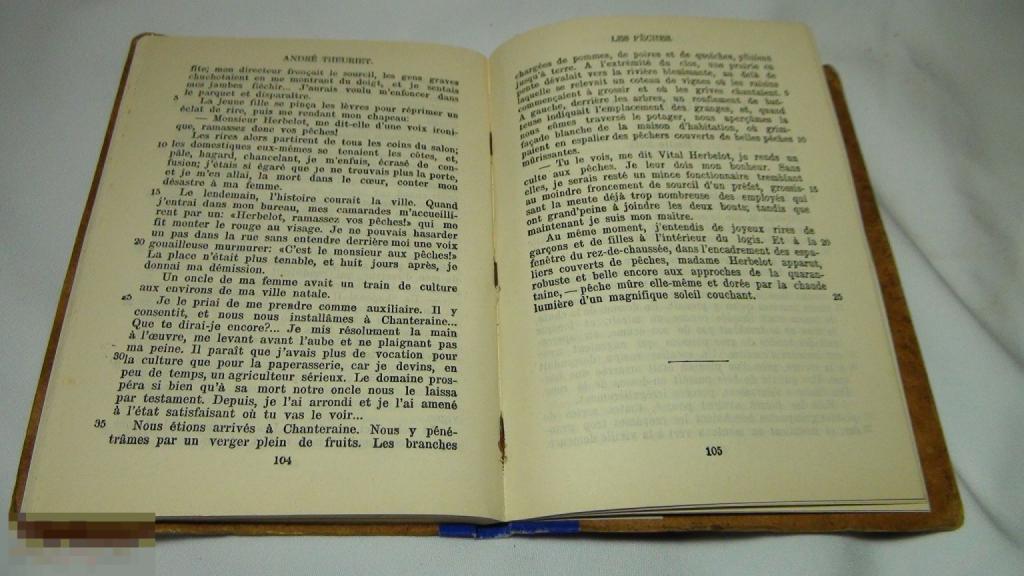 ANDRÉ THEURIET.
fite; mon directeur fronçait le sourcil, les gens graves
chuchotaient en me montrant du doigt, et je sentais
mes jambes fléchir... J'aurais voulu m'enfoncer dans
le parquet et disparaître.
5 La jeune fille se pinça les lèvres pour réprimer un
éclat de rire, puis me rendant mon chapeau:
— Monsieur Herbelot, me dit-elle d'une voix ironi-
que, ramassez donc vos pêches!
Les rires alors partirent de tous les coins du salon;
10 les domestiques eux-mêmes se tenaient les côtes, et,
pâle, hagard, chancelant, je m'enfuis, écrasé de con-
fusion; j'étais si égaré que je ne trouvais plus la porte,
et je m'en allai, la mort dans le cœur, conter mon
désastre à ma femme.
15 Le lendemain, l'histoire courait la ville. Quand
j'entrai dans mon bureau, mes camarades m'accueilli-
rent par un: «Herbelot, ramassez vos pêches!» qui me
fit monter le rouge au visage. Je ne pouvais hasarder
un pas dans la rue sans entendre derrière moi une voix
20 gouailleuse murmurer: «C'est le monsieur aux pêches!»
La place n'était plus tenable, et huit jours après, je
donnai ma démission.
Un oncle de ma femme avait un train de culture
aux environs de ma ville natale.
25 Je le priai de me prendre comme auxiliaire. Il y
consentit, et nous nous installâmes à Chanteraine...
Que te dirai-je encore?... Je mis résolument la main
à l'œuvre, me levant avant l'aube et ne plaignant pas
ma peine. Il paraît que j'avais plus de vocation pour
30 la culture que pour la paperasserie, car je devins, en
peu de temps, un agriculteur sérieux. Le domaine pros-
péra si bien qu'à sa mort notre oncle nous le laissa
par testament. Depuis, je l'ai arrondi et je l'ai amené
à l'état satisfaisant où tu vas le voir...
35 Nous étions arrivés à Chanteraine. Nous y péné-
trâmes par un verger plein de fruits. Les branches
104
LES PÊCHES.
chargées de pommes, de poires et de quoiches, pliaient
jusqu'à terre. A l'extrémité du clos, une prairie en
pente dévalait vers la rivière bleuissante, au delà de
laquelle se relevait un coteau de vignes où les raisins
commençaient à grossir et où les grives chantaient. 5
A gauche, derrière les arbres, un ronflement de bat-
teuse indiquait l'emplacement des granges, et, quand
nous eûmes traversé le potager, nous aperçûmes la
façade blanche de la maison d'habitation, où grim-
paient en espalier des pêchers couverts de belles pêches 10
mûrissantes.
— Tu le vois, me dit Vital Herbelot, je rends un
culte aux pêches. Je leur dois mon bonheur. Sans
elles, je serais resté un mince fonctionnaire tremblant
au moindre froncement de sourcil d'un préfet, grossis- 15
sant la meute déjà trop nombreuse des employés qui
ont grand'peine à joindre les deux bouts; tandis que
maintenant je suis mon maître.
Au même moment, j'entendis de joyeux rires de
garçons et de filles à l'intérieur du logis. Et à la 20
fenêtre du rez-de-chaussée, dans l'encadrement des espa-
liers couverts de pêches, madame Herbelot apparut,
robuste et belle encore aux approches de la quaran-
taine, — pêche mûre elle-même et dorée par la chaude
lumière d'un magnifique soleil couchant. 25
105